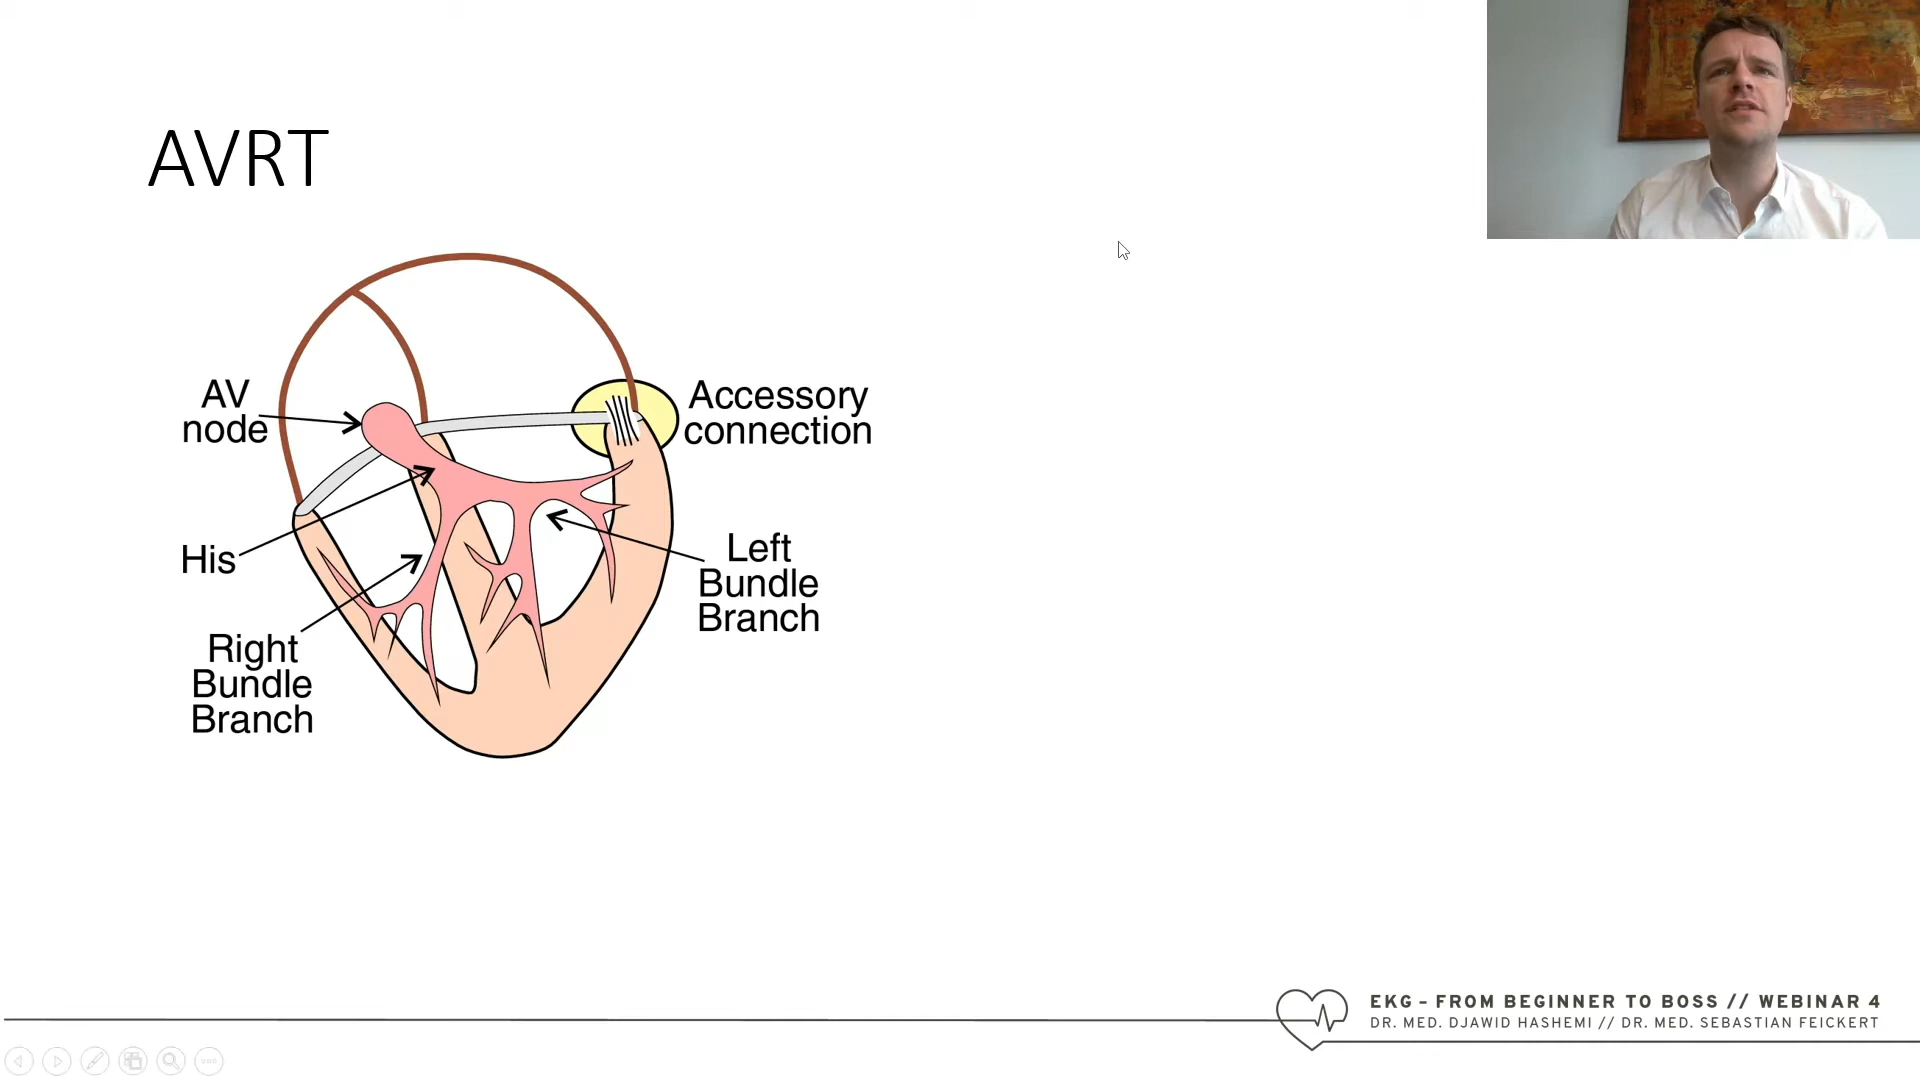 AVRT
AV
node
Accessory
connection
His
Left
Bundle
Branch
Right
Bundle
Branch
EKG – FROM BEGINNER TO BOSS // WEBINAR 4
DR. MED. DJAWID HASHEMI // DR. MED. SEBASTIAN FEICKERT